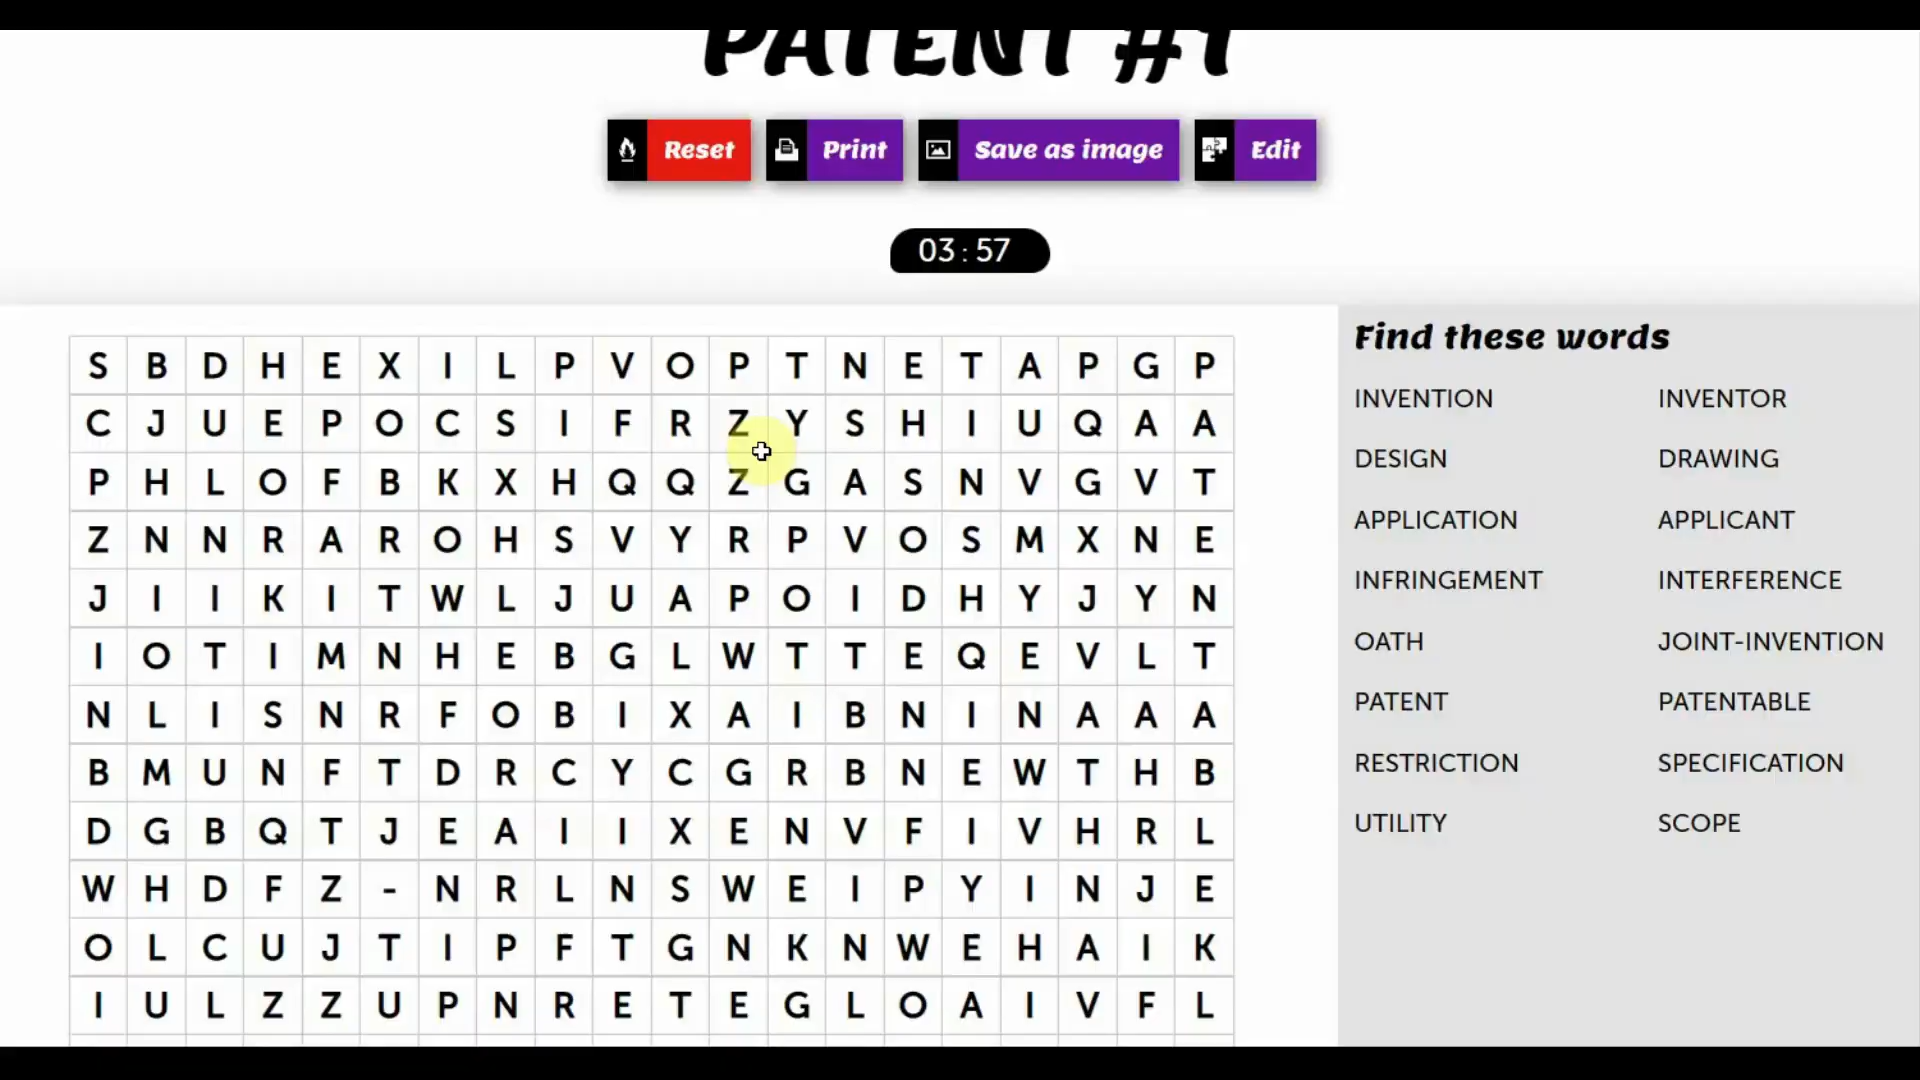 PATENT #1
Reset Print Save as image Edit
03 : 57
Find these words
S B D H E X I L P V O P T N E T A P G P
C J U E P O C S I F R Z Y S H I U Q A A
P H L O F B K X H Q Q Z G A S N V G V T
Z N N R A R O H S V Y R P V O S M X N E
J I I K I T W L J U A P O I D H Y J Y N
I O T I M N H E B G L W T T E Q E V L T
N L I S N R F O B I X A I B N I N A A A
B M U N F T D R C Y C G R B N E W T H B
D G B Q T J E A I I X E N V F I V H R L
W H D F Z - N R L N S W E I P Y I N J E
O L C U J T I P F T G N K N W E H A I K
I U L Z Z U P N R E T E G L O A I V F L
INVENTION INVENTOR
DESIGN DRAWING
APPLICATION APPLICANT
INFRINGEMENT INTERFERENCE
OATH JOINT-INVENTION
PATENT PATENTABLE
RESTRICTION SPECIFICATION
UTILITY SCOPE